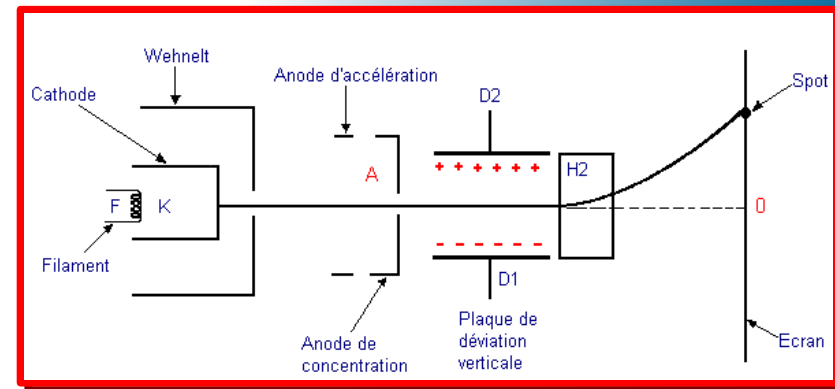 Wehnelt
Anode d'accélération
Cathode
D2
Spot
+ + + + + +
A
H2
F
K
0
- - - - - -
Filament
D1
Anode de
concentration
Plaque de
déviation
verticale
Ecran